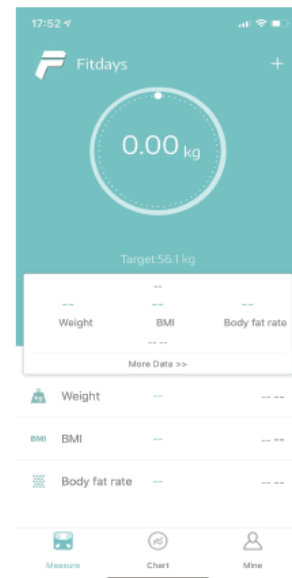 17:52
Fitdays
+
0.00 kg
Target:56.1 kg
--
-- -- --
Weight BMI Body fat rate
-- --
More Data >>
kg Weight -- -- --
BMI BMI -- -- --
Body fat rate -- -- --
Measure Chart Mine